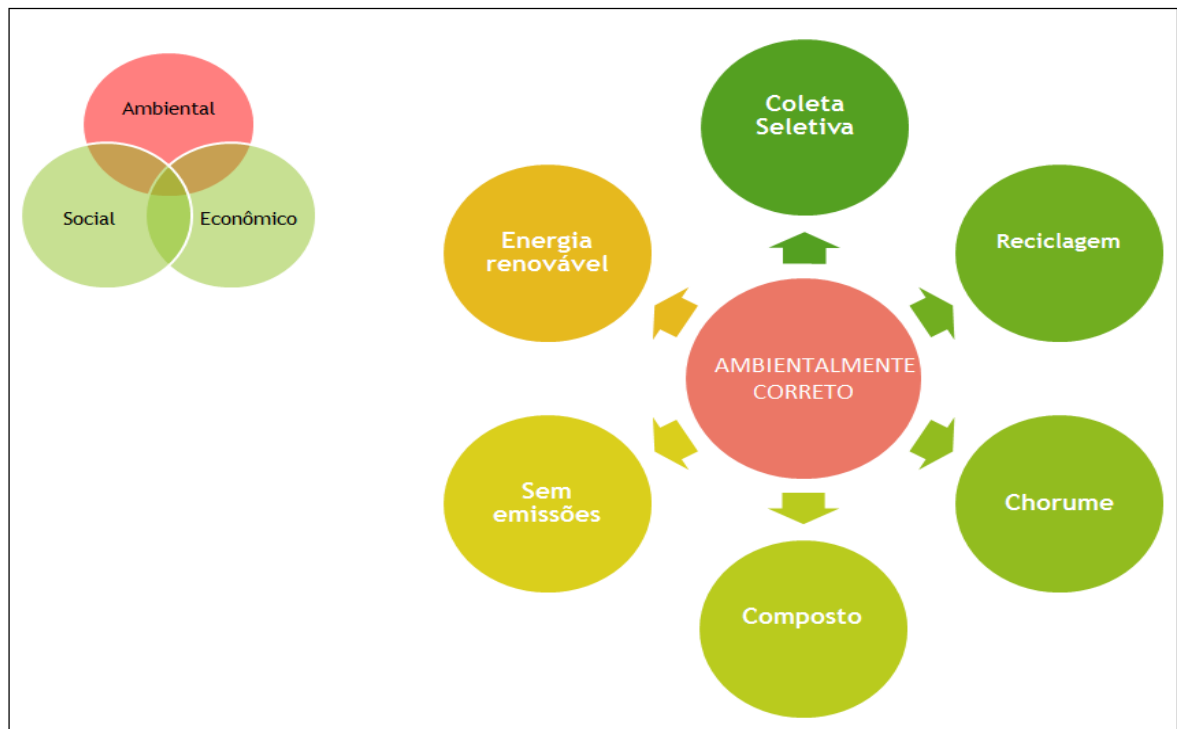 Ambiental
Social
Econômico
Coleta
Seletiva
Energia
renovável
Reciclagem
AMBIENTALMENTE
CORRETO
Sem
emissões
Chorume
Composto